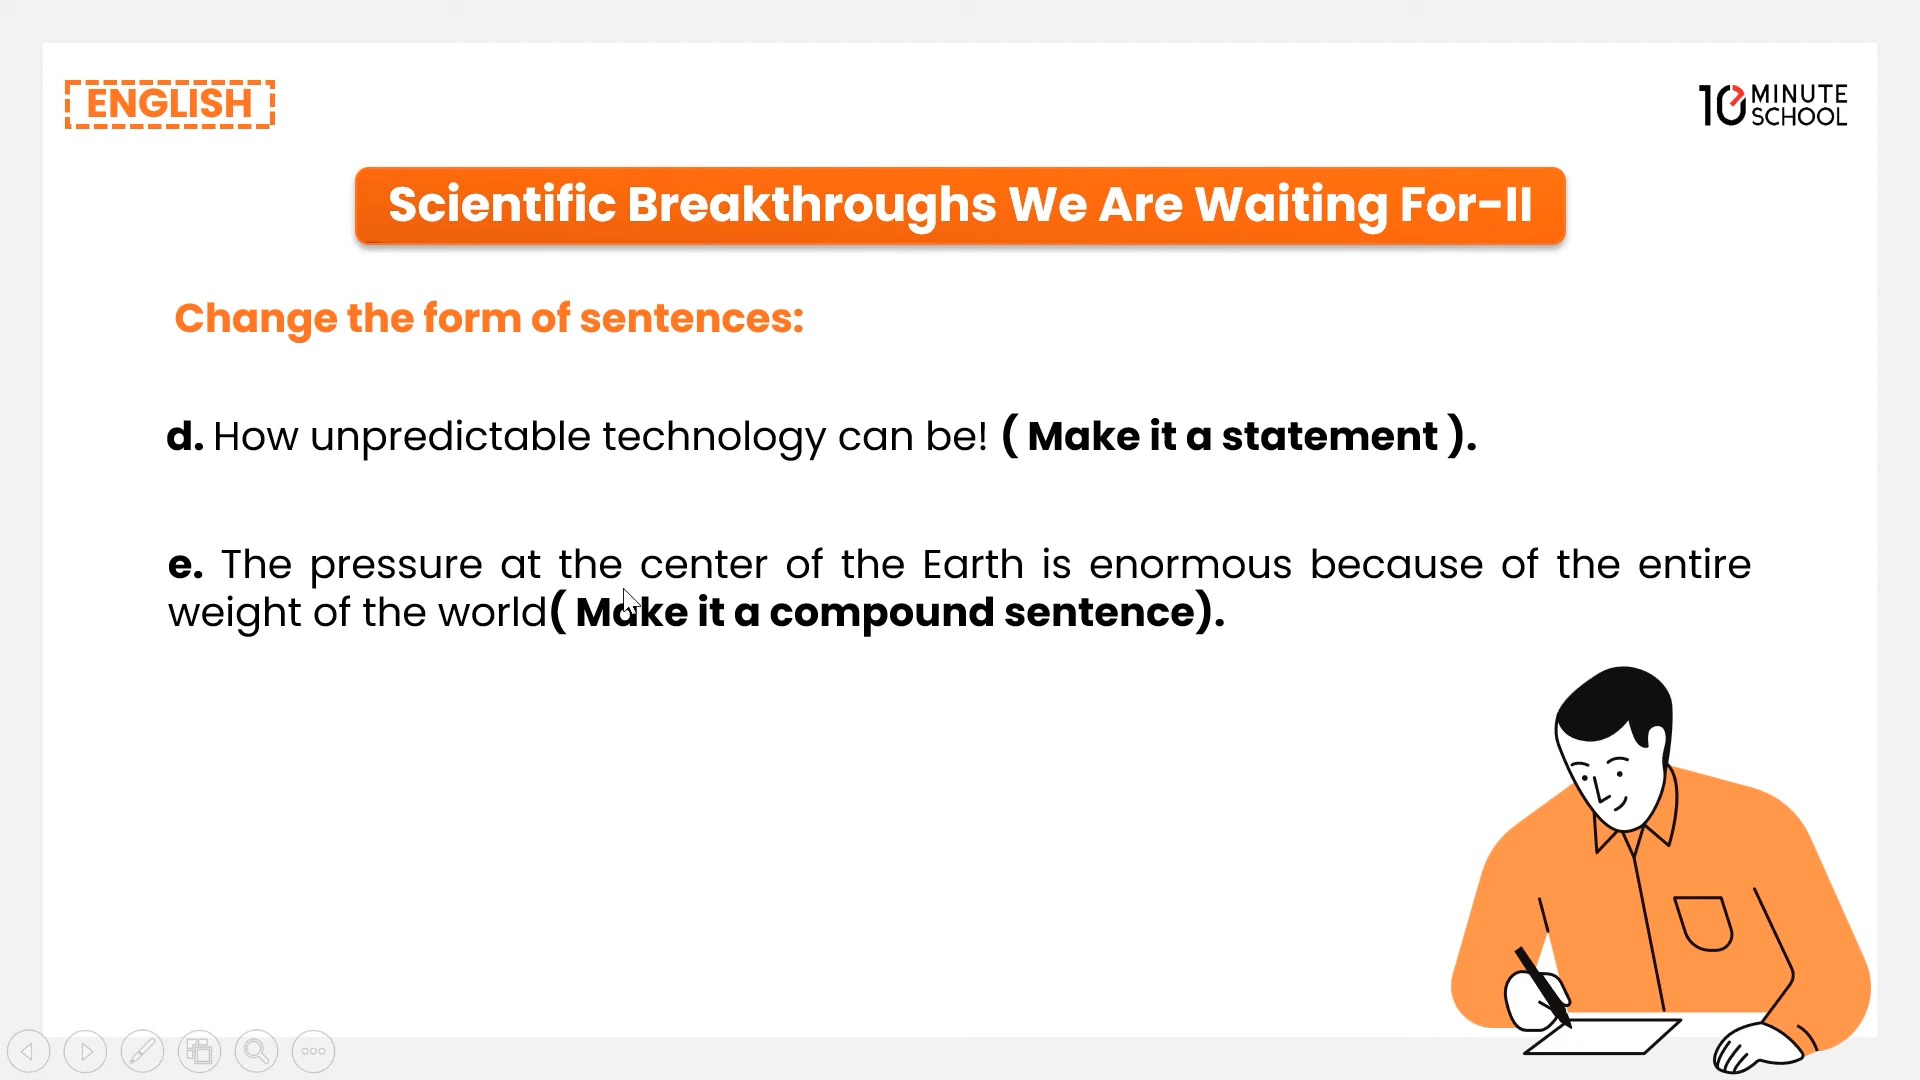 ENGLISH
10 MINUTE
SCHOOL
Scientific Breakthroughs We Are Waiting For-II
Change the form of sentences:
d. How unpredictable technology can be! ( Make it a statement ).
e. The pressure at the center of the Earth is enormous because of the entire
weight of the world( Make it a compound sentence).